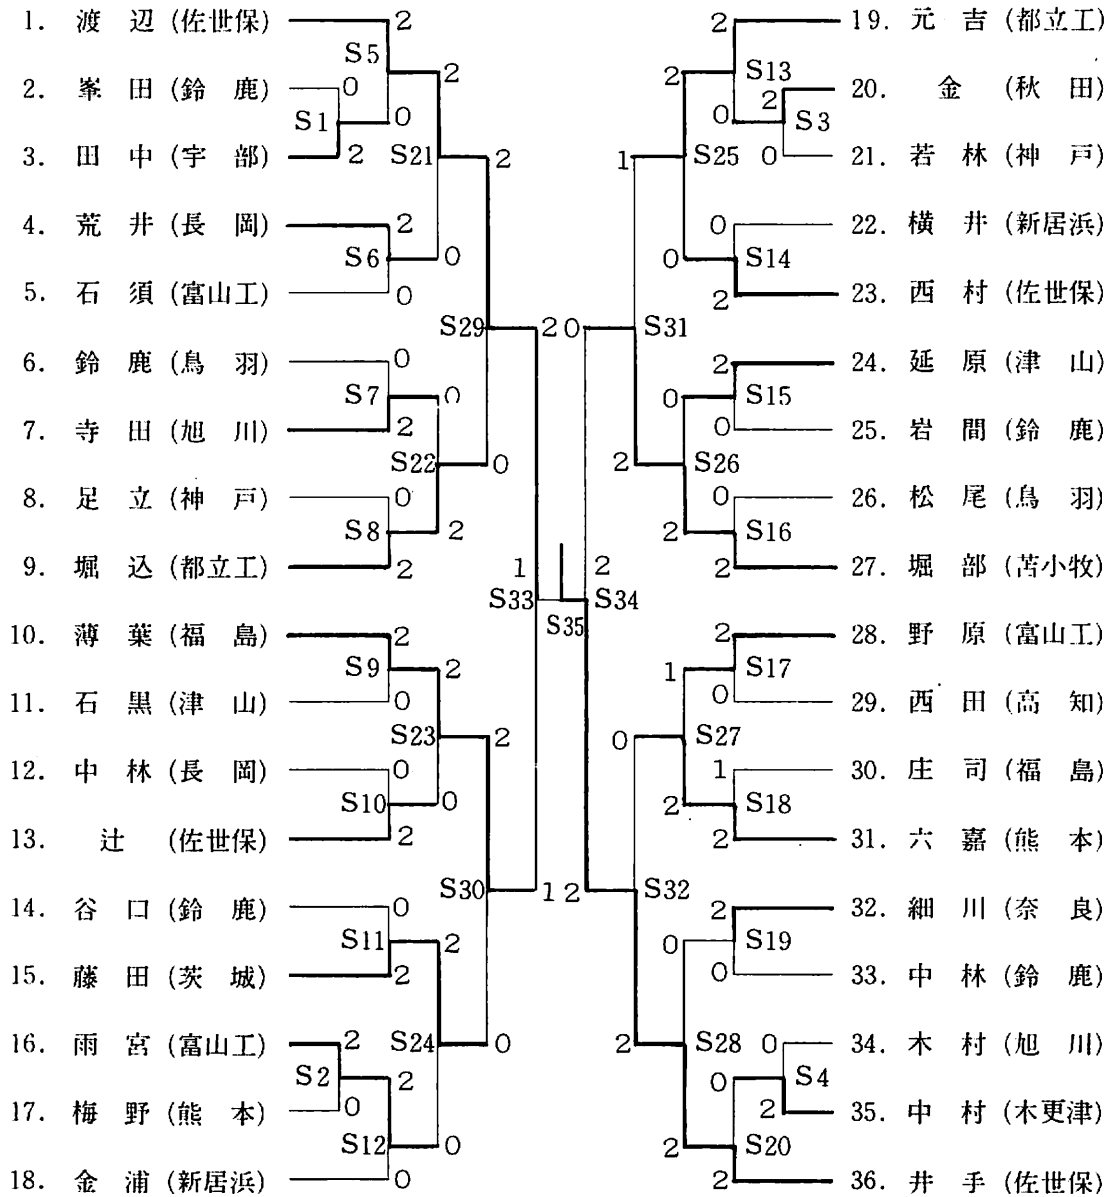 1. 渡辺(佐世保)
2. 峯田(鈴鹿)
3. 田中(宇部)
4. 荒井(長岡)
5. 石須(富山工)
6. 鈴鹿(鳥羽)
7. 寺田(旭川)
8. 足立(神戸)
9. 堀込(都立工)
10. 薄葉(福島)
11. 石黒(津山)
12. 中林(長岡)
13. 辻(佐世保)
14. 谷口(鈴鹿)
15. 藤田(茨城)
16. 雨宮(富山工)
17. 梅野(熊本)
18. 金浦(新居浜)
2
S5
0
S1
0
2
2
S21
2
2
S6
0
0
S29
2
0
S7
2
0
S22
0
0
S8
2
2
1
S33
2
S9
0
2
S23
2
0
S10
2
0
S30
1
0
S11
2
2
S24
0
2
S2
0
2
S12
0
0
S35
2
S13
2
2
S3
0
0
S25
1
0
S14
2
0
0
S31
2
S15
0
0
S26
2
0
S16
2
2
2
S34
2
S17
0
1
S27
0
1
S18
2
2
2
S32
2
S19
0
0
S28
2
0
S4
2
0
S20
2
2
19. 元吉(都立工)
20. 金(秋田)
21. 若林(神戸)
22. 横井(新居浜)
23. 西村(佐世保)
24. 延原(津山)
25. 岩間(鈴鹿)
26. 松尾(鳥羽)
27. 堀部(苫小牧)
28. 野原(富山工)
29. 西田(高知)
30. 庄司(福島)
31. 六嘉(熊本)
32. 細川(奈良)
33. 中林(鈴鹿)
34. 木村(旭川)
35. 中村(木更津)
36. 井手(佐世保)